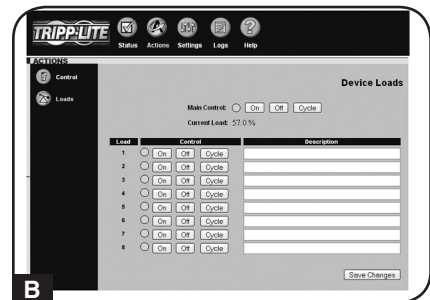 TRIPP-LITE
Status Actions Settings Logs Help
ACTIONS
Control
Loads
Device Loads
Main Control: On Off Cycle
Current Load: 57.0 %
Load Control Description
1 On Off Cycle
2 On Off Cycle
3 On Off Cycle
4 On Off Cycle
5 On Off Cycle
6 On Off Cycle
7 On Off Cycle
8 On Off Cycle
Save Changes
B